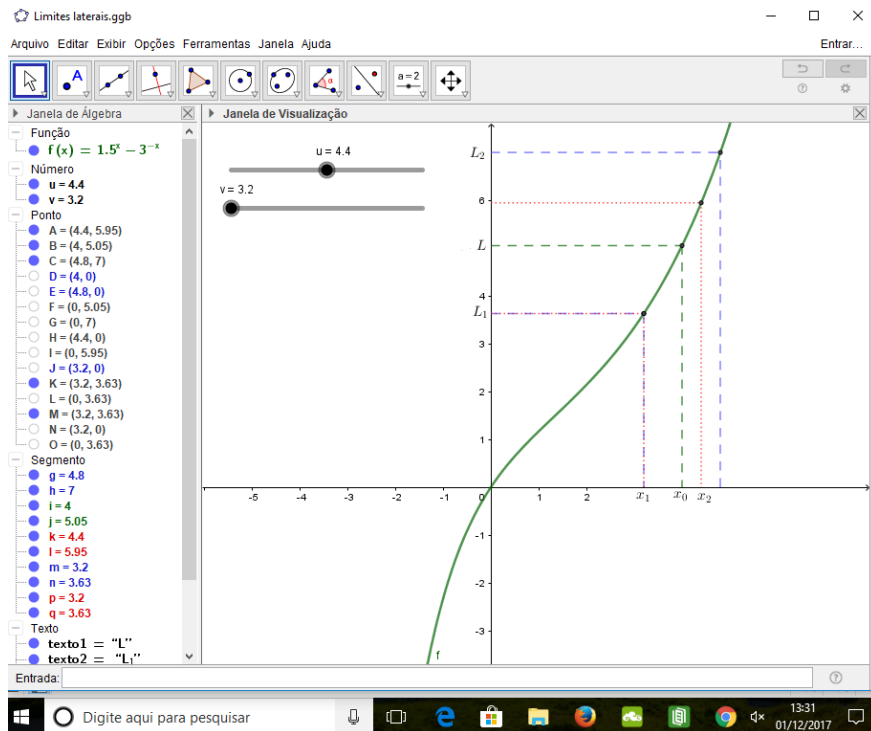 Limites laterais.ggb
Arquivo Editar Exibir Opções Ferramentas Janela Ajuda
Entrar...
A
α
a = 2
Janela de Álgebra
Função
f(x) = 1.5ˣ − 3⁻ˣ
Número
u = 4.4
v = 3.2
Ponto
A = (4.4, 5.95)
B = (4, 5.05)
C = (4.8, 7)
D = (4, 0)
E = (4.8, 0)
F = (0, 5.05)
G = (0, 7)
H = (4.4, 0)
I = (0, 5.95)
J = (3.2, 0)
K = (3.2, 3.63)
L = (0, 3.63)
M = (3.2, 3.63)
N = (3.2, 0)
O = (0, 3.63)
Segmento
g = 4.8
h = 7
i = 4
j = 5.05
k = 4.4
l = 5.95
m = 3.2
n = 3.63
p = 3.2
q = 3.63
Texto
texto1 = “L”
texto2 = “L₁”
Janela de Visualização
u = 4.4
v = 3.2
L₂
6
L
4
L₁
3
2
1
-5 -4 -3 -2 -1 0 1 2 x₁ x₀ x₂
-1
-2
-3
f
Entrada:
Digite aqui para pesquisar
13:31
01/12/2017